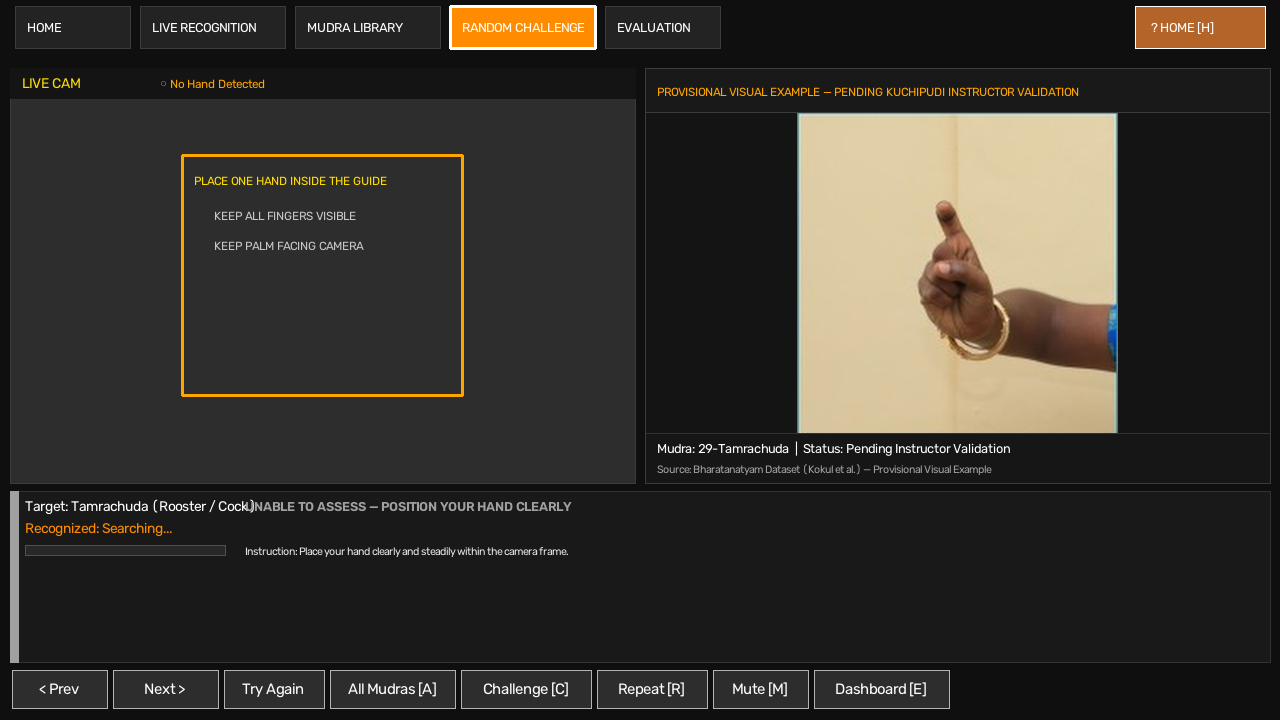 HOME
LIVE RECOGNITION
MUDRA LIBRARY
RANDOM CHALLENGE
EVALUATION
? HOME [H]
LIVE CAM
○ No Hand Detected
PLACE ONE HAND INSIDE THE GUIDE
KEEP ALL FINGERS VISIBLE
KEEP PALM FACING CAMERA
PROVISIONAL VISUAL EXAMPLE — PENDING KUCHIPUDI INSTRUCTOR VALIDATION
Mudra: 29-Tamrachuda | Status: Pending Instructor Validation
Source: Bharatanatyam Dataset (Kokul et al.) — Provisional Visual Example
Target: Tamrachuda (Rooster / Cock)
UNABLE TO ASSESS — POSITION YOUR HAND CLEARLY
Recognized: Searching...
Instruction: Place your hand clearly and steadily within the camera frame.
< Prev
Next >
Try Again
All Mudras [A]
Challenge [C]
Repeat [R]
Mute [M]
Dashboard [E]